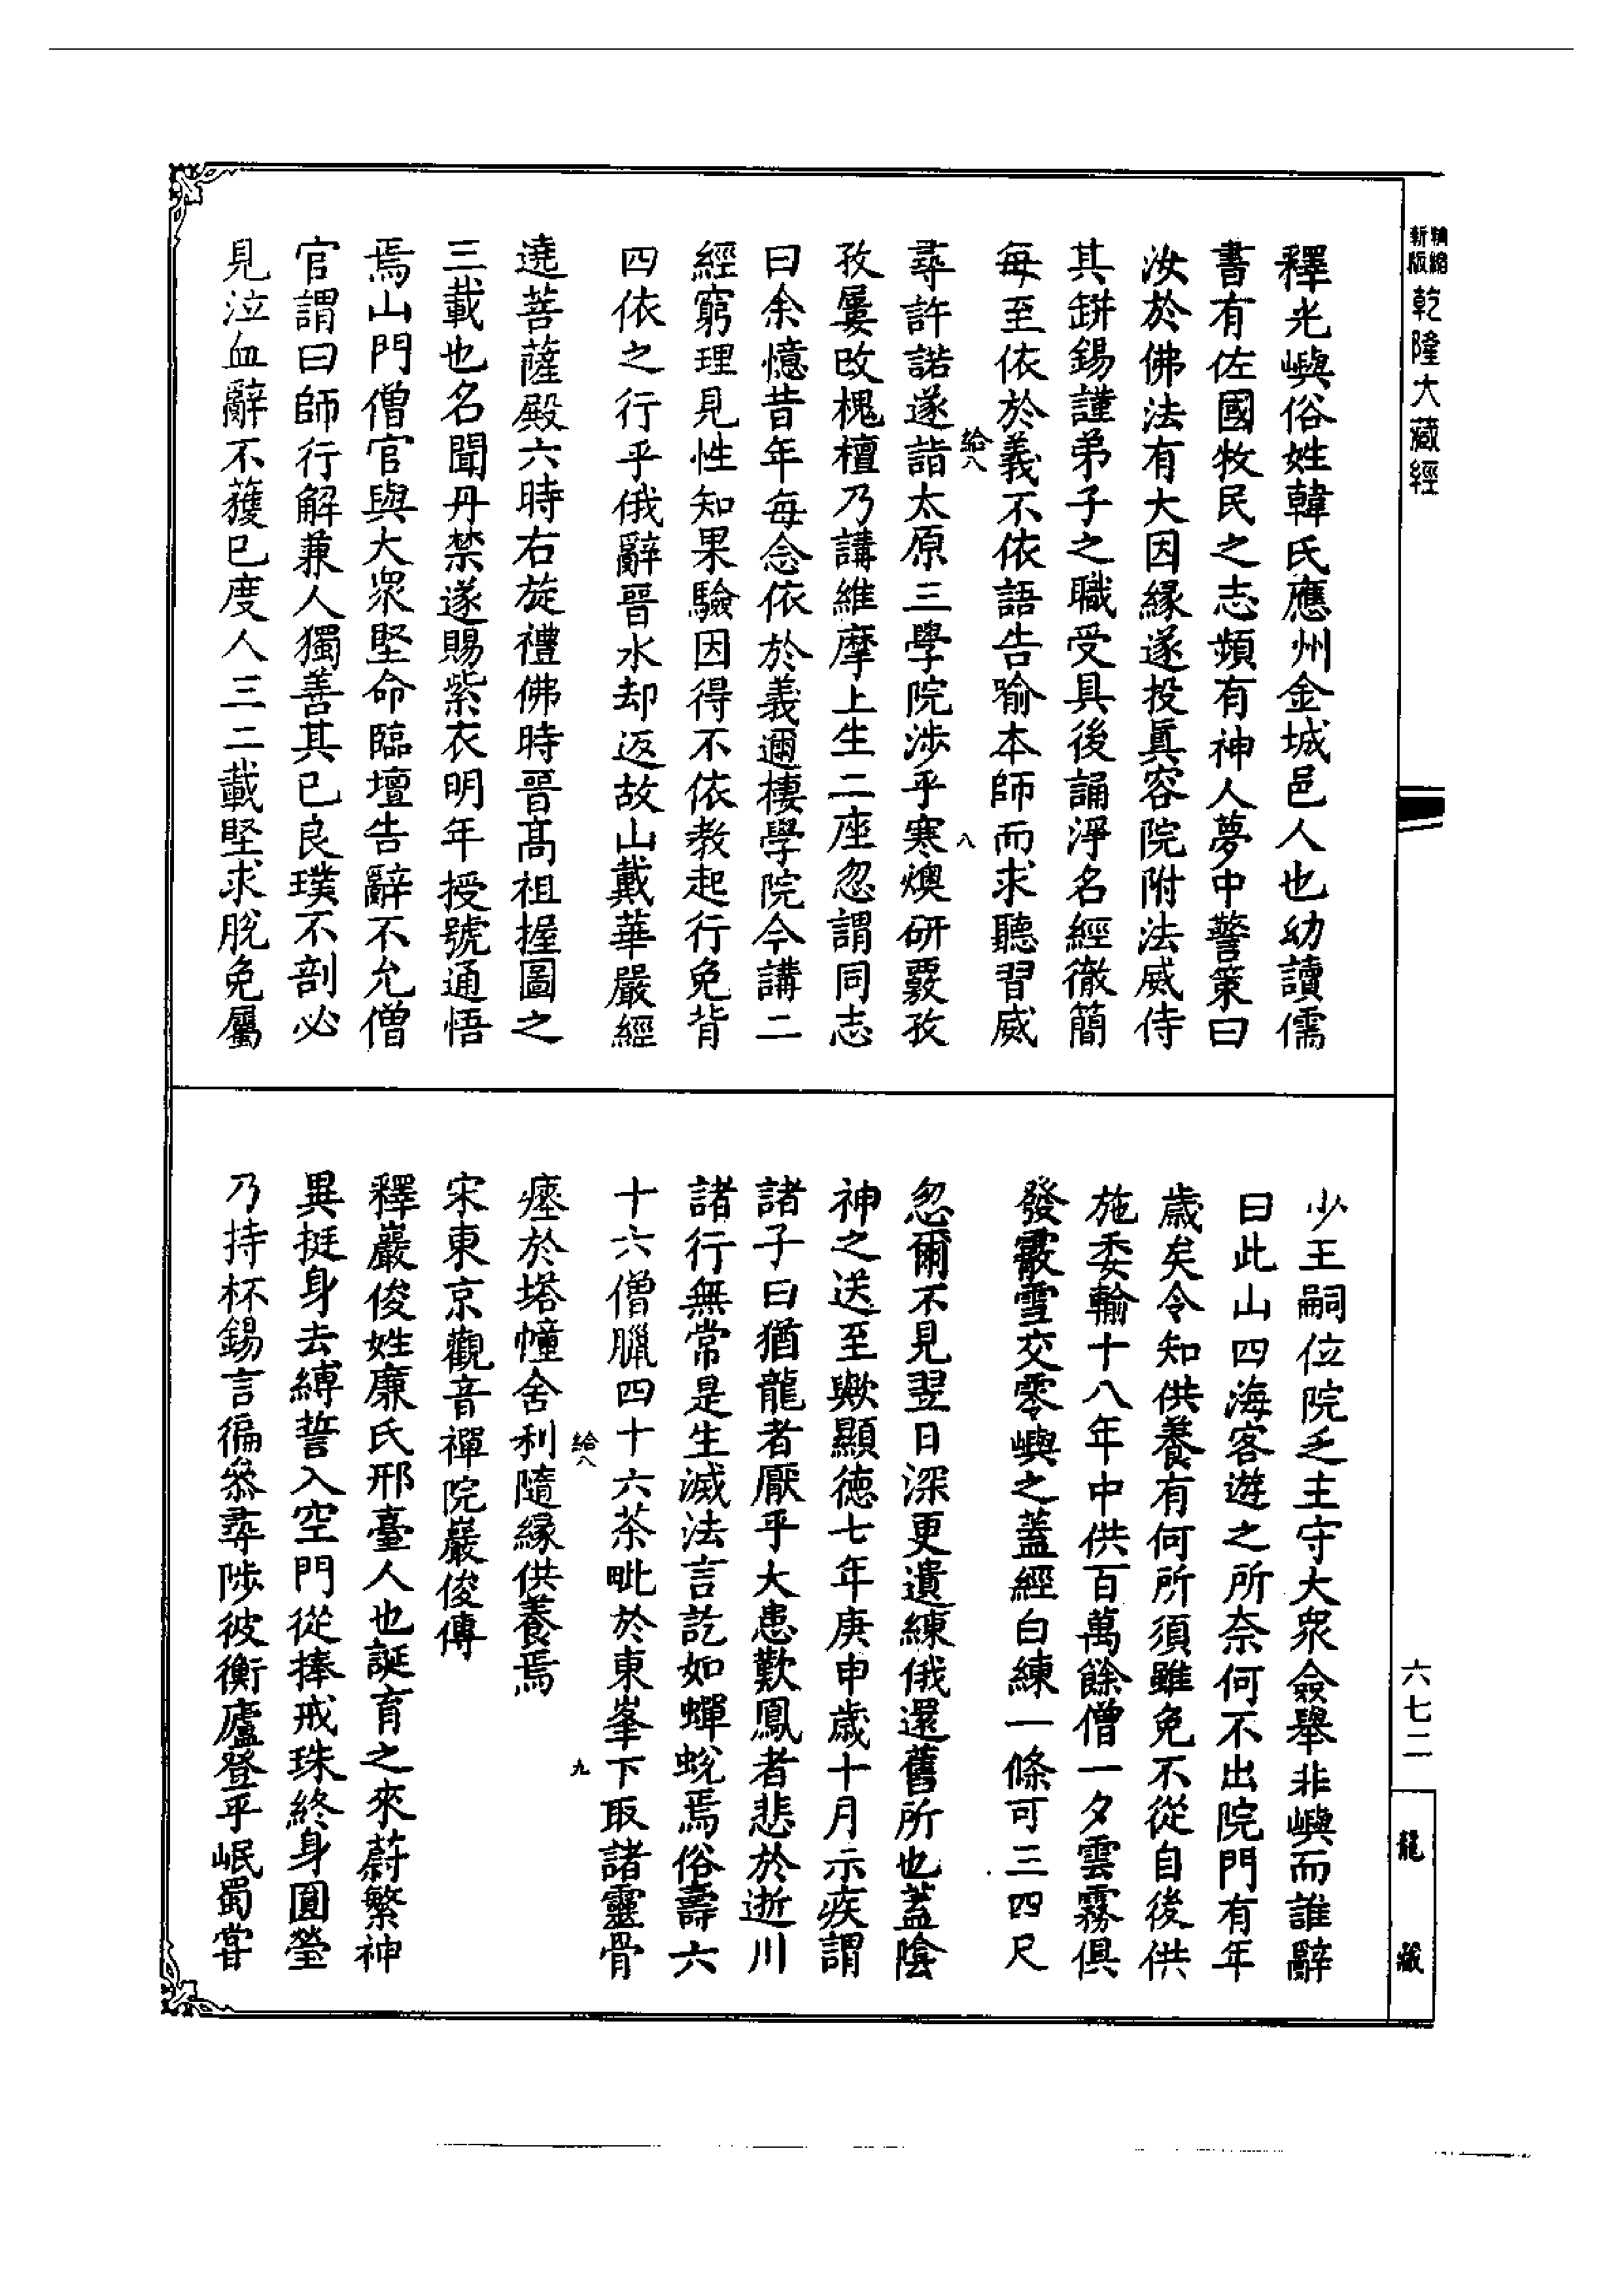 精縮
新版
乾隆大藏經
釋光嶼俗姓韓氏應州金城邑人也幼讀儒
書有佐國牧民之志頻有神人夢中警策曰
汝於佛法有大因緣遂投眞容院附法威侍
其缾錫謹弟子之職受具後誦淨名經徹簡
每至依於義不依語告喻本師而求聽習威
給八
八
尋許諾遂詣太原三學院涉乎寒燠研覈孜
孜屢改槐檀乃講維摩上生二座忽謂同志
曰余憶昔年每念依於義邇棲學院今講二
經窮理見性知果驗因得不依教起行免背
四依之行乎俄辭晉水却返故山戴華嚴經
遶菩薩殿六時右旋禮佛時晉高祖握圖之
三載也名聞丹禁遂賜紫衣明年授號通悟
焉山門僧官與大衆堅命臨壇告辭不允僧
官謂曰師行解兼人獨善其已良璞不剖必
見泣血辭不獲已度人三二載堅求脫免屬
少王嗣位院乏主守大衆僉舉非嶼而誰辭
曰此山四海客遊之所奈何不出院門有年
歲矣令知供養有何所須雖免不從自後供
施委輸十八年中供百萬餘僧一夕雲霧俱
發霰雪交零嶼之蓋經白練一條可三四尺
忽爾不見翌日深更遺練俄還舊所也蓋陰
神之送至歟顯德七年庚申歲十月示疾謂
諸子曰猶龍者厭乎大患歎鳳者悲於逝川
諸行無常是生滅法言訖如蟬蛻焉俗壽六
十六僧臘四十六茶毗於東峯下取諸靈骨
給八
九
瘞於塔幢舍利隨緣供養焉
宋東京觀音禪院巖俊傳
釋巖俊姓廉氏邢臺人也誕育之來蔚繁神
異挺身去縛誓入空門從捧戒珠終身圓瑩
乃持杯錫言徧叅尋陟彼衡廬登乎岷蜀甞
六七二
龍藏